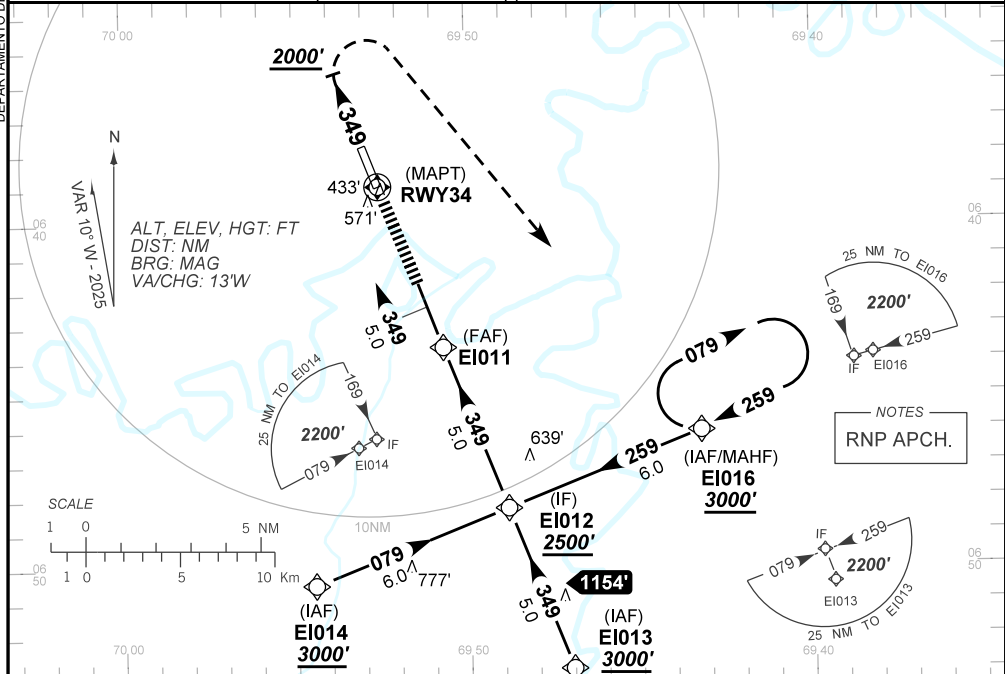 DEPARTAMENTO DE
70 00
69 50
69 40
2000'
349
(MAPT)
RWY34
433'
571'
N
VAR 10° W - 2025
ALT, ELEV, HGT: FT
DIST: NM
BRG: MAG
VA/CHG: 13'W
06
40
06
40
25 NM TO EI016
169
2200'
259
IF
EI016
349
5.0
(FAF)
EI011
079
259
25 NM TO EI014
169
2200'
IF
079
EI014
349
5.0
639'
259
6.0
(IAF/MAHF)
EI016
3000'
NOTES
RNP APCH.
SCALE
1 0 5 NM
1 0 5 10 Km
10NM
(IF)
EI012
2500'
079
6.0
777'
349
5.0
1154'
06
50
06
50
IF
259
079
2200'
EI013
25 NM TO EI013
(IAF)
EI014
3000'
(IAF)
EI013
3000'
70 00
69 50
69 40